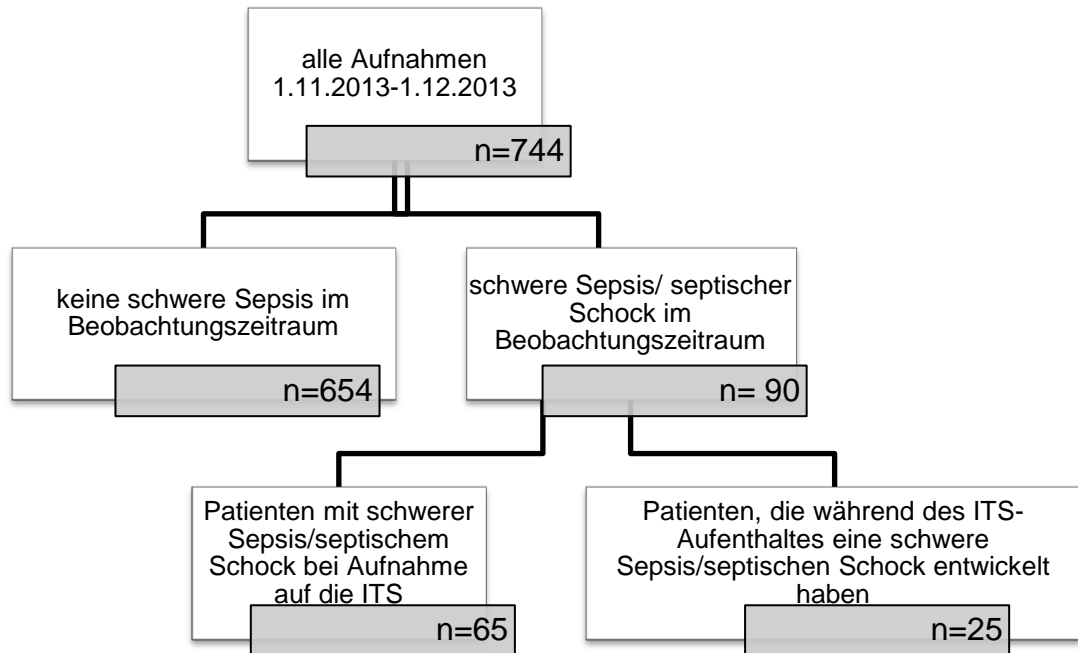 alle Aufnahmen
1.11.2013-1.12.2013
n=744
keine schwere Sepsis im
Beobachtungszeitraum
n=654
schwere Sepsis/ septischer
Schock im
Beobachtungszeitraum
n= 90
Patienten mit schwerer
Sepsis/septischem
Schock bei Aufnahme
auf die ITS
n=65
Patienten, die während des ITS-
Aufenthaltes eine schwere
Sepsis/septischen Schock entwickelt
haben
n=25